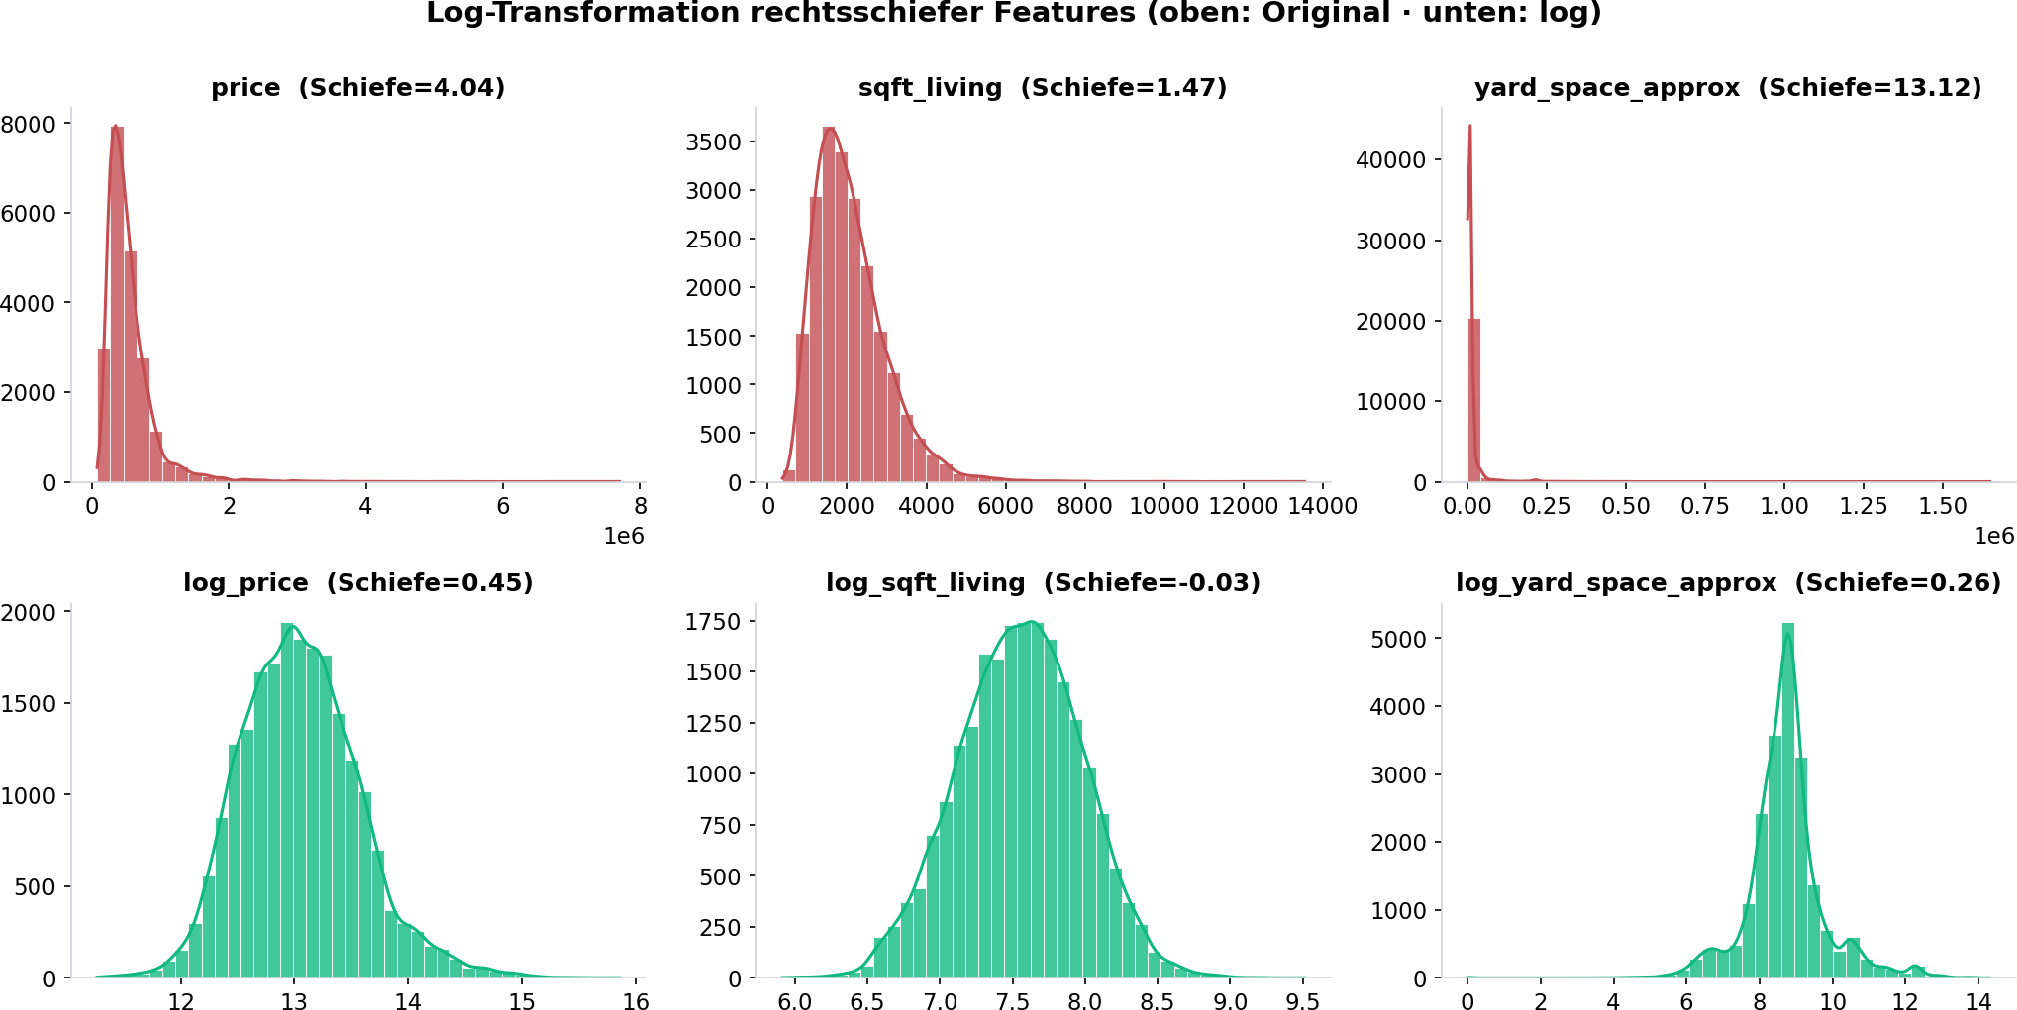 Log-Transformation rechtsschiefer Features (oben: Original · unten: log)
price  (Schiefe=4.04)
8000
6000
4000
2000
0
0 2 4 6 8
1e6
sqft_living  (Schiefe=1.47)
3500
3000
2500
2000
1500
1000
500
0
0 2000 4000 6000 8000 10000 12000 14000
yard_space_approx  (Schiefe=13.12)
40000
30000
20000
10000
0
0.00 0.25 0.50 0.75 1.00 1.25 1.50
1e6
log_price  (Schiefe=0.45)
2000
1500
1000
500
0
12 13 14 15 16
log_sqft_living  (Schiefe=-0.03)
1750
1500
1250
1000
750
500
250
0
6.0 6.5 7.0 7.5 8.0 8.5 9.0 9.5
log_yard_space_approx  (Schiefe=0.26)
5000
4000
3000
2000
1000
0
0 2 4 6 8 10 12 14